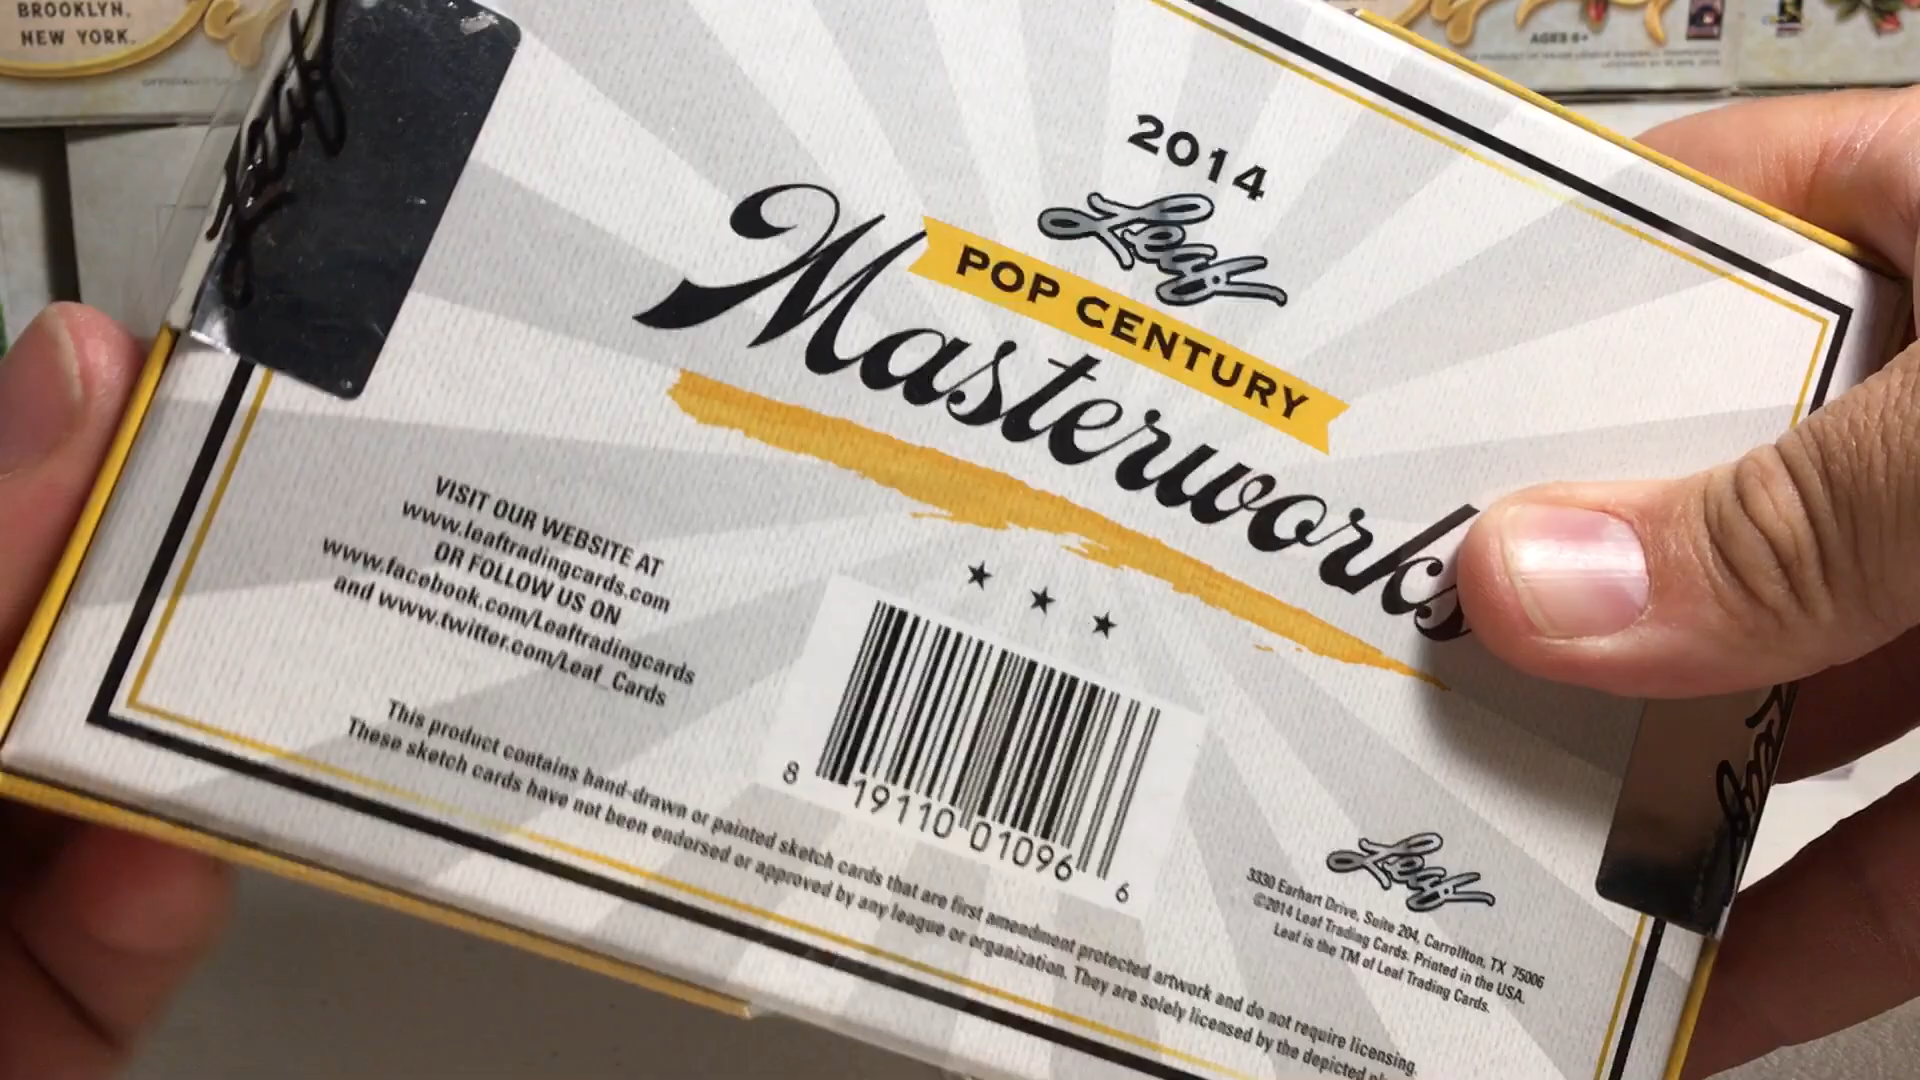 BROOKLYN,
NEW YORK.
AGES 6+
Leaf
2014
Leaf
POP CENTURY
Masterworks
VISIT OUR WEBSITE AT
www.leaftradingcards.com
OR FOLLOW US ON
www.facebook.com/Leaftradingcards
and www.twitter.com/Leaf_Cards
This product contains hand-drawn or painted sketch cards that are first amendment protected artwork and do not require licensing.
These sketch cards have not been endorsed or approved by any league or organization. They are solely licensed by the depicted
8 19110 01096 6
Leaf
3330 Earhart Drive, Suite 204, Carrollton, TX 75006
©2014 Leaf Trading Cards. Printed in the USA.
Leaf is the TM of Leaf Trading Cards.
Leaf